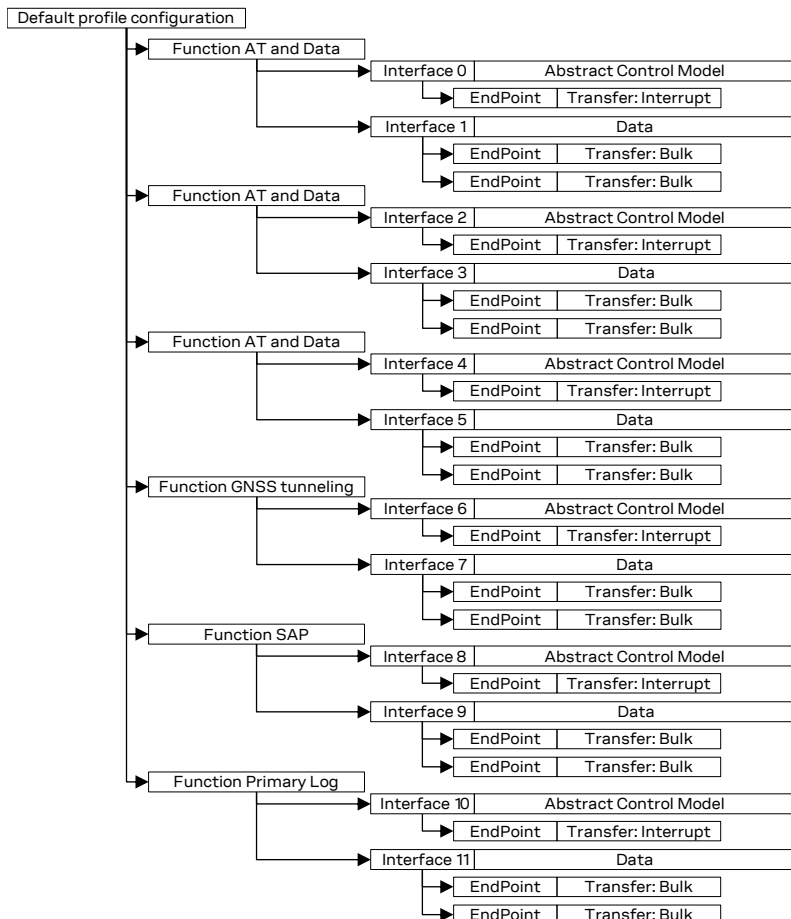 Default profile configuration
Function AT and Data
Interface 0 Abstract Control Model
EndPoint Transfer: Interrupt
Interface 1 Data
EndPoint Transfer: Bulk
EndPoint Transfer: Bulk
Function AT and Data
Interface 2 Abstract Control Model
EndPoint Transfer: Interrupt
Interface 3 Data
EndPoint Transfer: Bulk
EndPoint Transfer: Bulk
Function AT and Data
Interface 4 Abstract Control Model
EndPoint Transfer: Interrupt
Interface 5 Data
EndPoint Transfer: Bulk
EndPoint Transfer: Bulk
Function GNSS tunneling
Interface 6 Abstract Control Model
EndPoint Transfer: Interrupt
Interface 7 Data
EndPoint Transfer: Bulk
EndPoint Transfer: Bulk
Function SAP
Interface 8 Abstract Control Model
EndPoint Transfer: Interrupt
Interface 9 Data
EndPoint Transfer: Bulk
EndPoint Transfer: Bulk
Function Primary Log
Interface 10 Abstract Control Model
EndPoint Transfer: Interrupt
Interface 11 Data
EndPoint Transfer: Bulk
EndPoint Transfer: Bulk